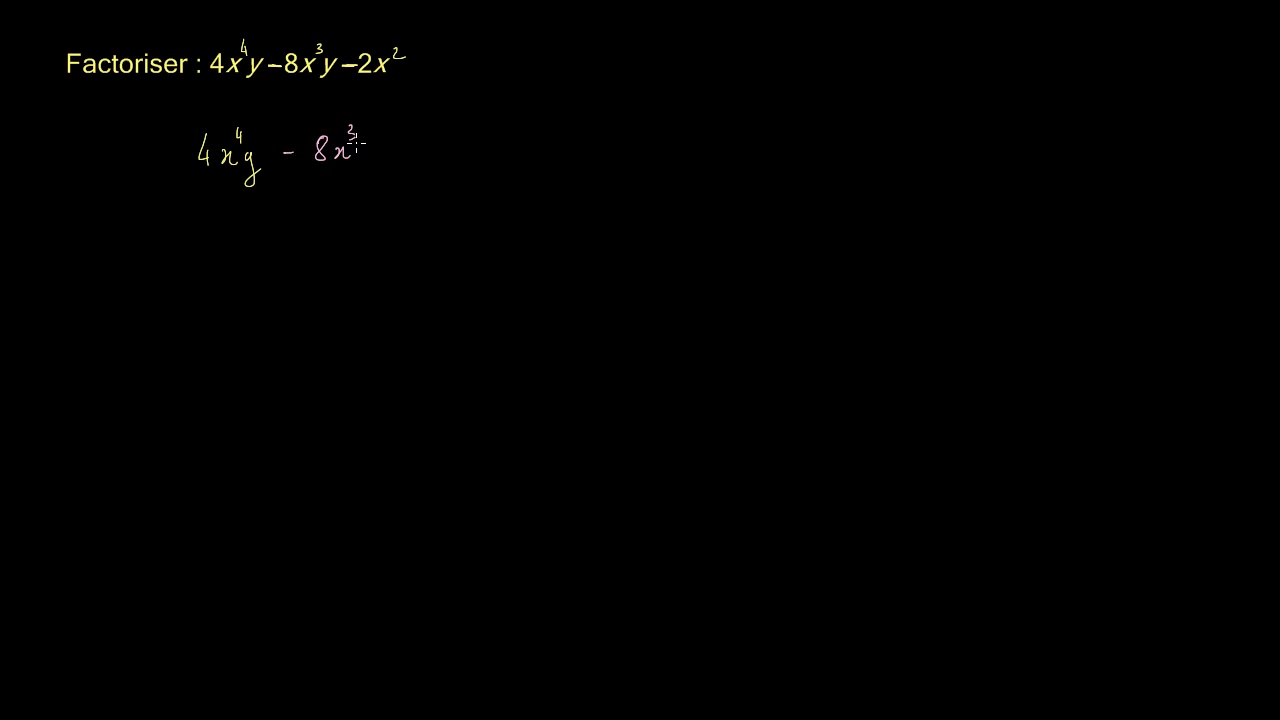 Factoriser : 4x⁴y – 8x³y – 2x²
4x⁴y - 8x³